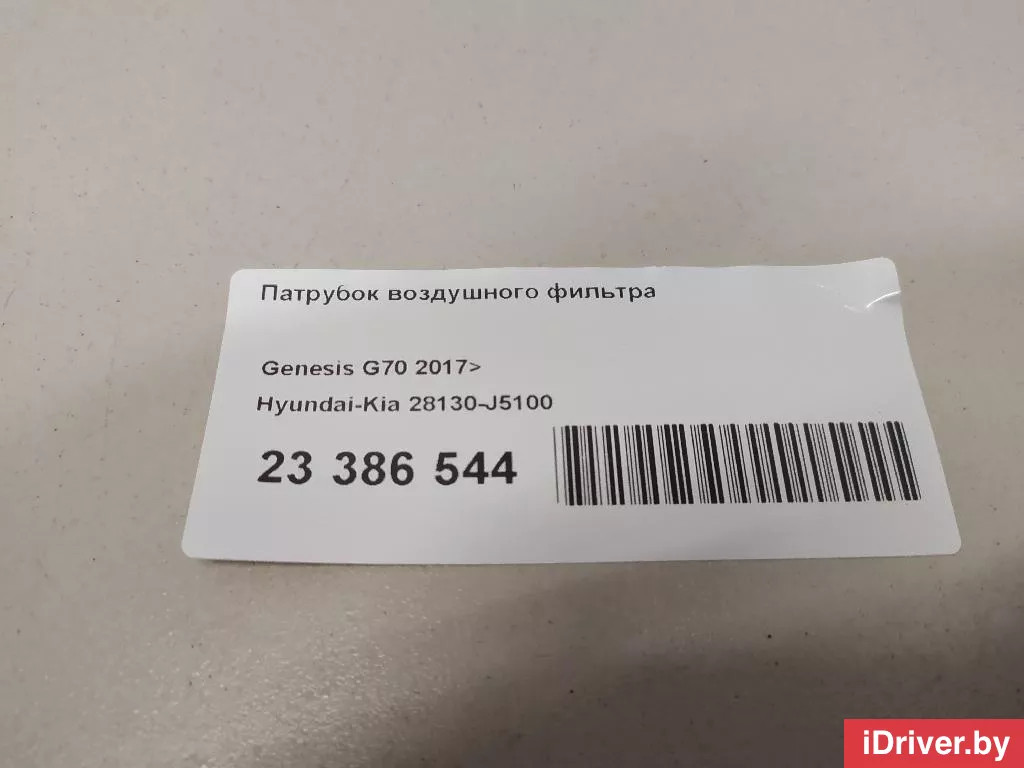 Патрубок воздушного фильтра
Genesis G70 2017>
Hyundai-Kia 28130-J5100
23 386 544
iDriver.by